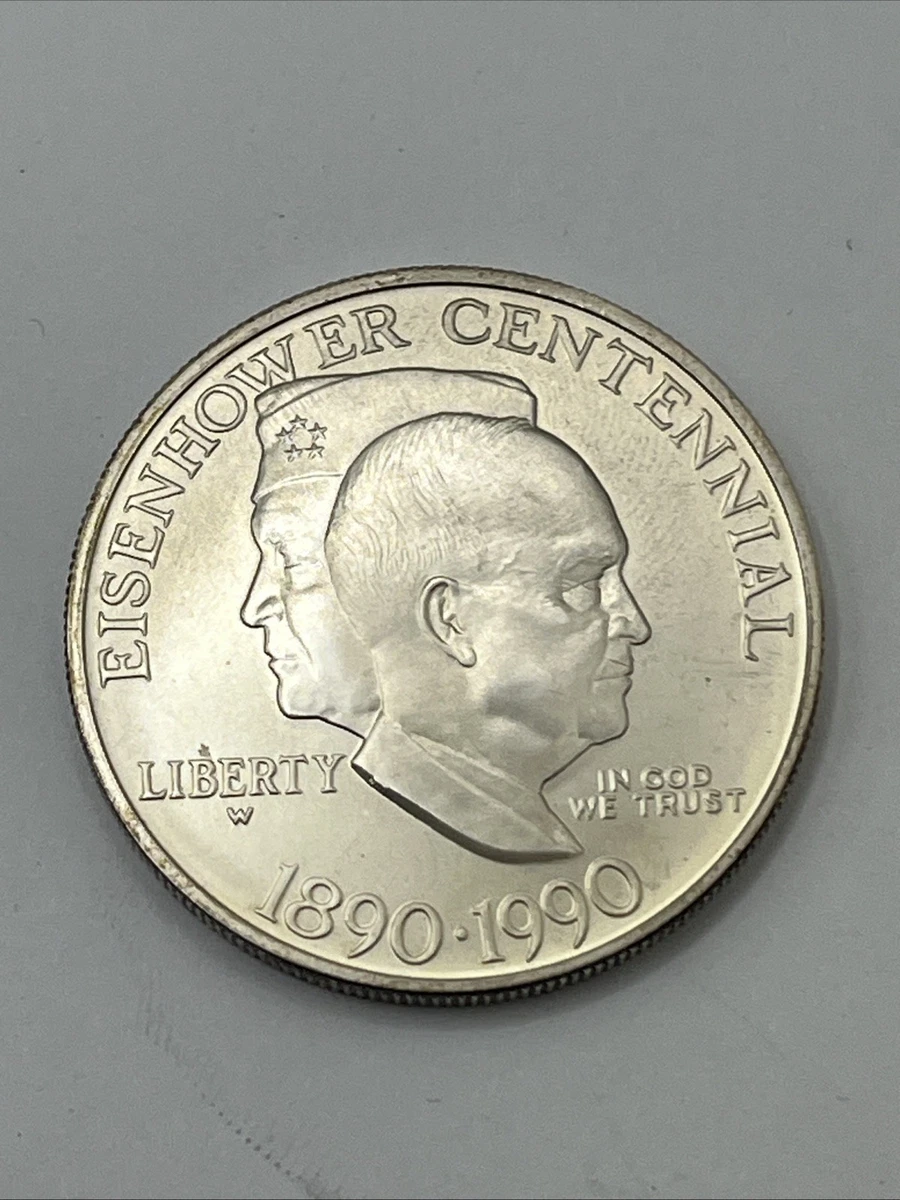 EISENHOWER CENTENNIAL
LIBERTY
W
IN GOD
WE TRUST
1890·1990